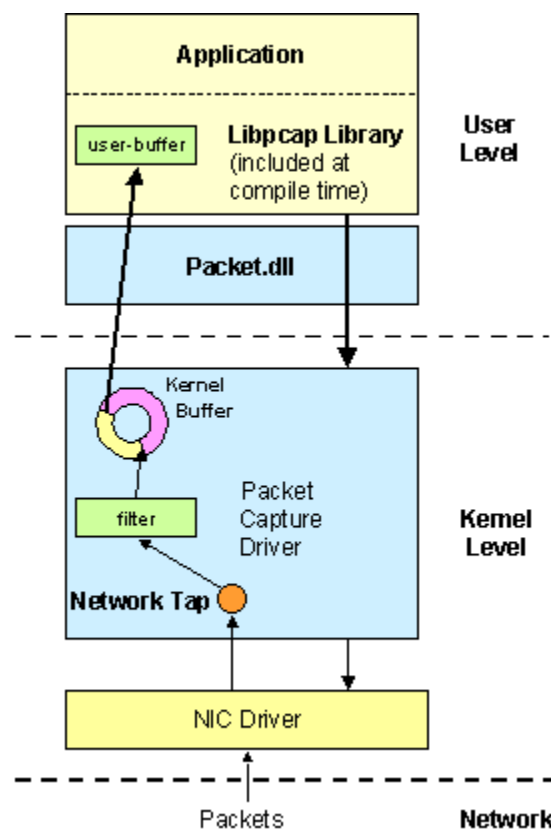 Application
user-buffer
Libpcap Library
(included at
compile time)
User
Level
Packet.dll
Kernel
Buffer
Packet
Capture
Driver
filter
Kernel
Level
Network Tap
NIC Driver
Packets
Network